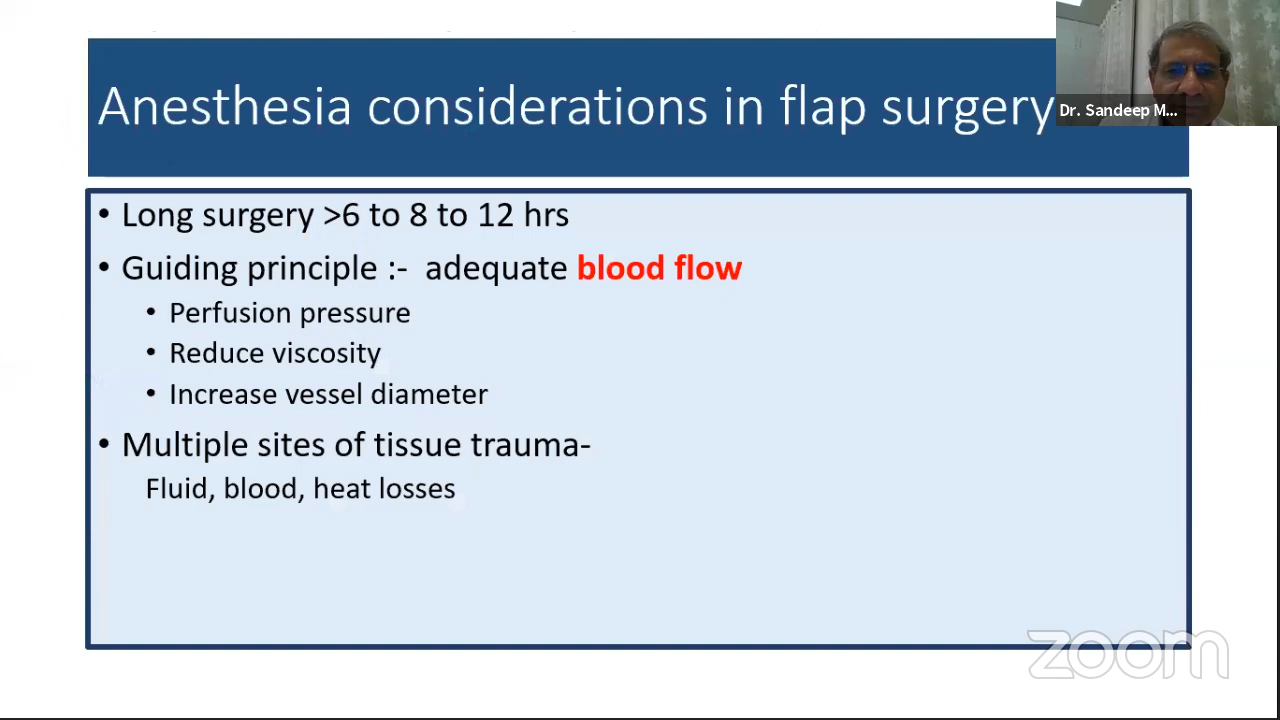 Anesthesia considerations in flap surgery
Dr. Sandeep M...
• Long surgery >6 to 8 to 12 hrs
• Guiding principle :- adequate blood flow
• Perfusion pressure
• Reduce viscosity
• Increase vessel diameter
• Multiple sites of tissue trauma-
Fluid, blood, heat losses
zoom